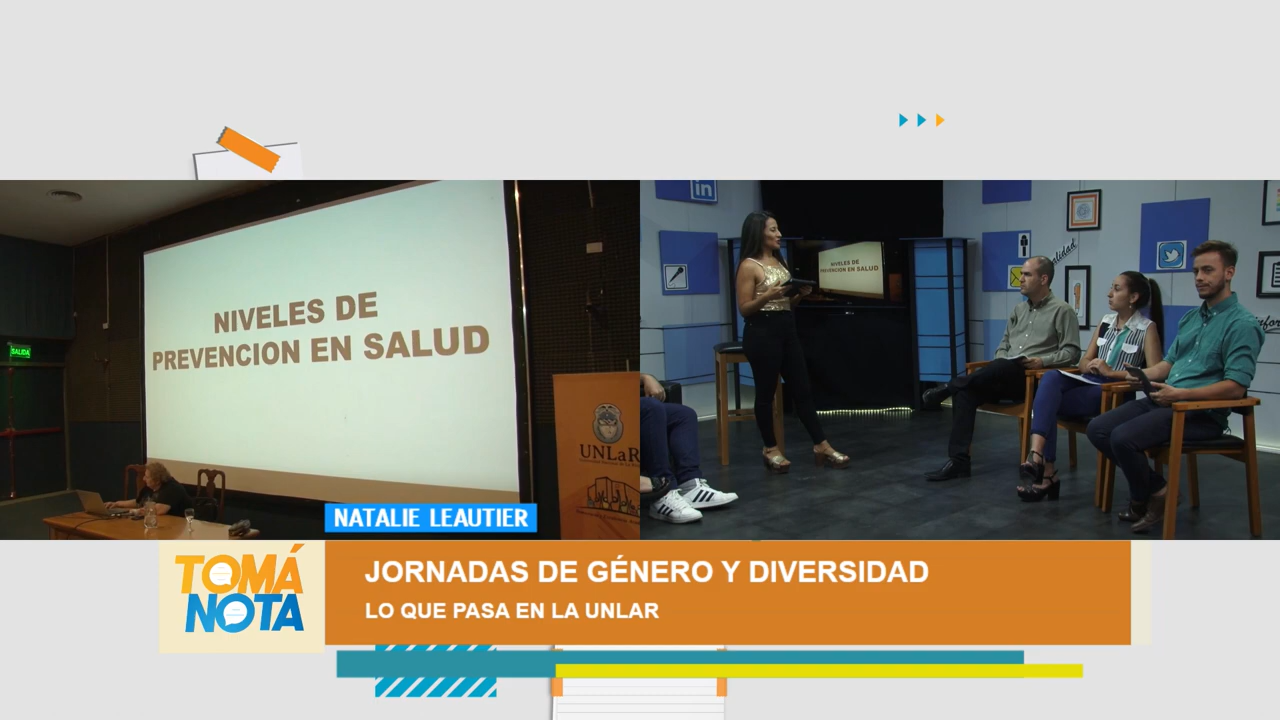 NIVELES DE
PREVENCION EN SALUD
SALIDA
UNLaR
NATALIE LEAUTIER
in
NIVELES DE
PREVENCION EN SALUD
TOMÁ
NOTA
JORNADAS DE GÉNERO Y DIVERSIDAD
LO QUE PASA EN LA UNLAR